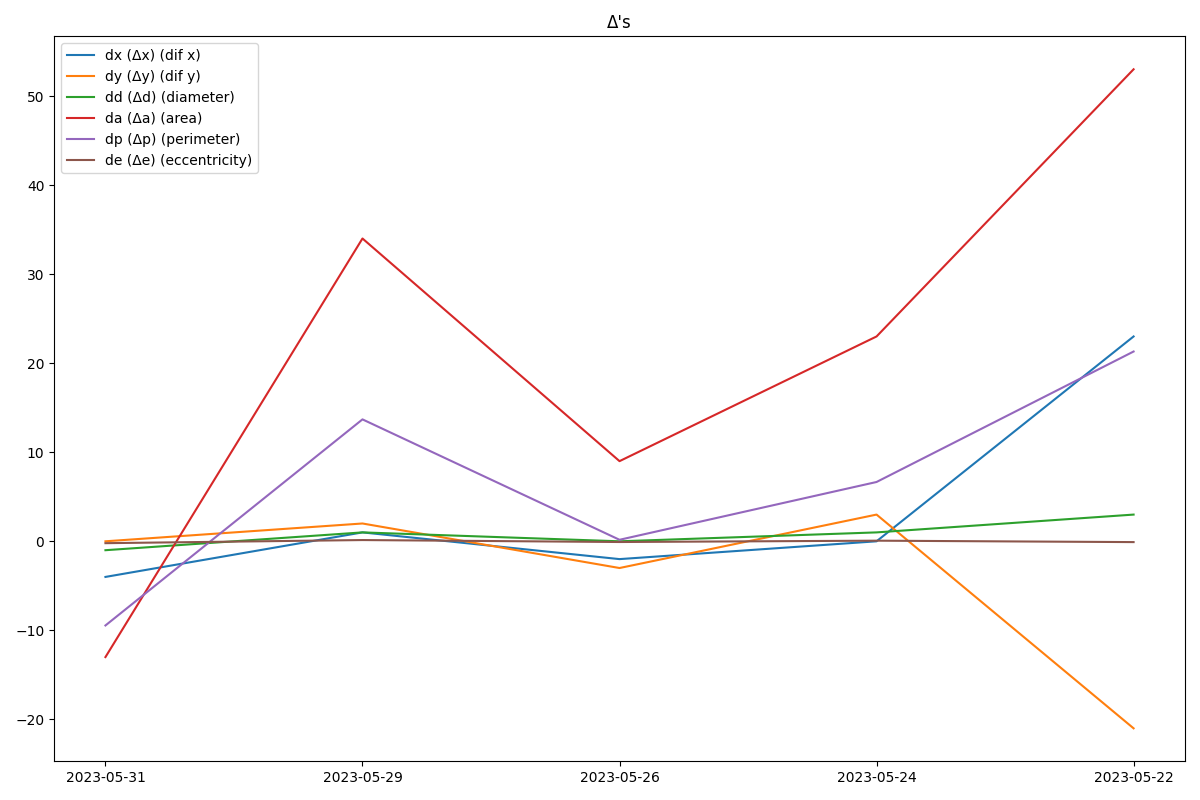 Δ's
dx (Δx) (dif x)
dy (Δy) (dif y)
dd (Δd) (diameter)
da (Δa) (area)
dp (Δp) (perimeter)
de (Δe) (eccentricity)
50
40
30
20
10
0
−10
−20
2023-05-31 2023-05-29 2023-05-26 2023-05-24 2023-05-22